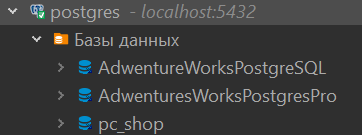 postgres - localhost:5432
Базы данных
AdwentureWorksPostgreSQL
AdwenturesWorksPostgresPro
pc_shop